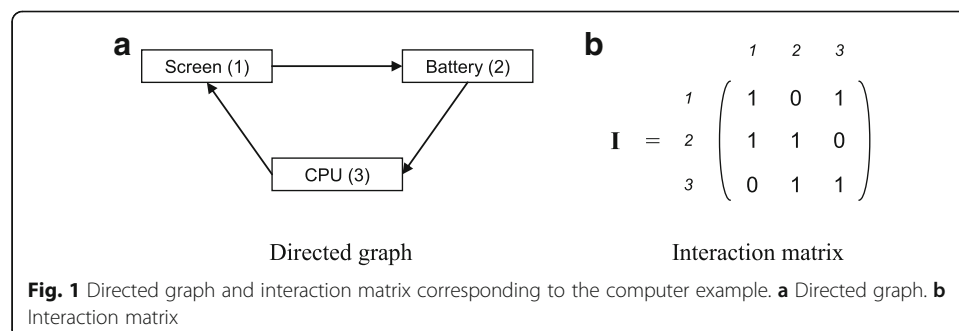 a
Screen (1)
Battery (2)
CPU (3)
Directed graph
b
1 2 3
1 1 0 1
I = 2 1 1 0
3 0 1 1
Interaction matrix
Fig. 1 Directed graph and interaction matrix corresponding to the computer example. a Directed graph. b
Interaction matrix